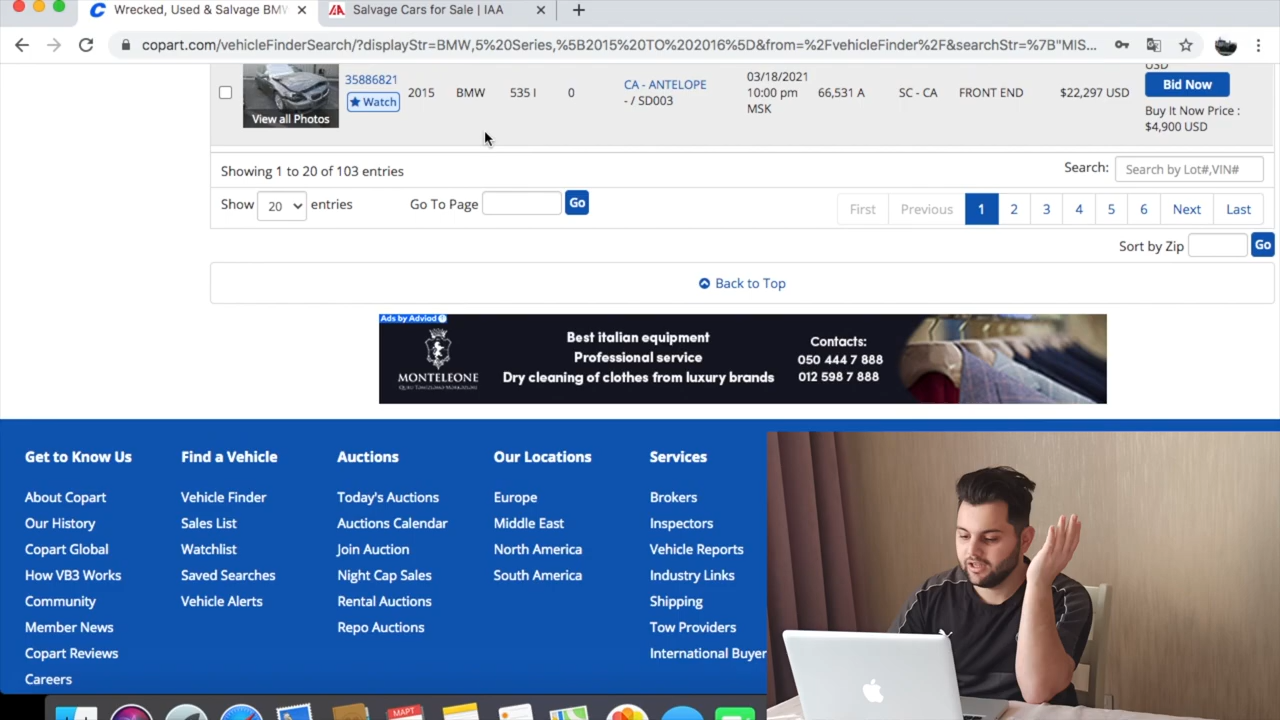 Wrecked, Used & Salvage BMW
Salvage Cars for Sale | IAA
copart.com/vehicleFinderSearch/?displayStr=BMW,5%20Series,%5B2015%20TO%202016%5D&from=%2FvehicleFinder%2F&searchStr=%7B"MIS...
View all Photos
35886821
Watch
2015
BMW
535 I
0
CA - ANTELOPE
- / SD003
03/18/2021
10:00 pm
MSK
66,531 A
SC - CA
FRONT END
$22,297 USD
USD
Bid Now
Buy It Now Price :
$4,900 USD
Showing 1 to 20 of 103 entries
Search: Search by Lot#,VIN#
Show 20 entries
Go To Page Go
First Previous 1 2 3 4 5 6 Next Last
Sort by Zip Go
Back to Top
Ads by Adviod
MONTELEONE
Best italian equipment
Professional service
Dry cleaning of clothes from luxury brands
Contacts:
050 444 7 888
012 598 7 888
Get to Know Us
About Copart
Our History
Copart Global
How VB3 Works
Community
Member News
Copart Reviews
Careers
Find a Vehicle
Vehicle Finder
Sales List
Watchlist
Saved Searches
Vehicle Alerts
Auctions
Today's Auctions
Auctions Calendar
Join Auction
Night Cap Sales
Rental Auctions
Repo Auctions
Our Locations
Europe
Middle East
North America
South America
Services
Brokers
Inspectors
Vehicle Reports
Industry Links
Shipping
Tow Providers
International Buyer
МАРТ